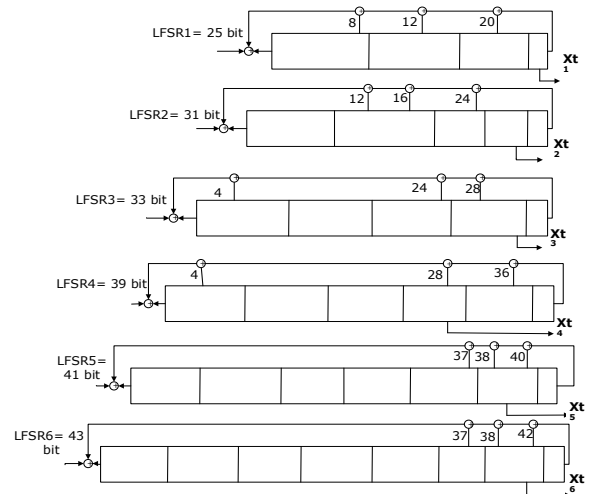 8 12 20
LFSR1= 25 bit
Xt
1
12 16 24
LFSR2= 31 bit
Xt
2
4 24 28
LFSR3= 33 bit
Xt
3
4 28 36
LFSR4= 39 bit
Xt
4
37 38 40
LFSR5=
41 bit
Xt
5
37 38 42
LFSR6= 43
bit
Xt
6